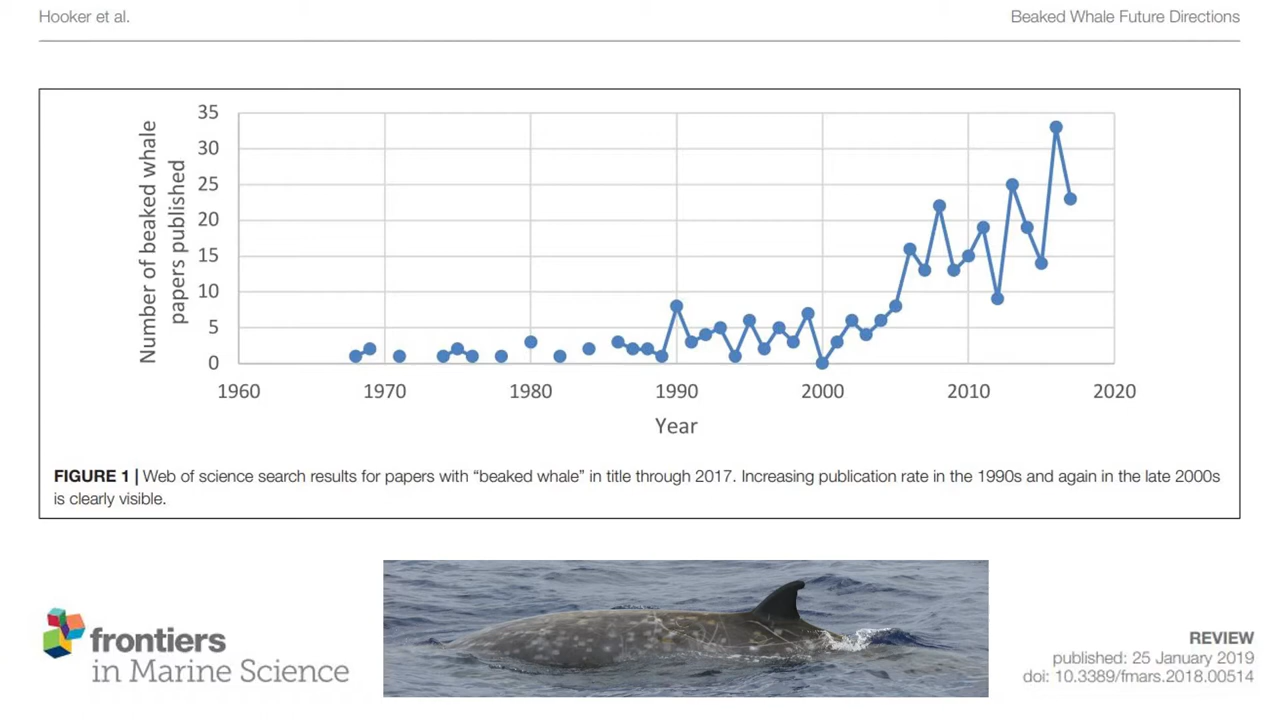 Hooker et al.
Beaked Whale Future Directions
Number of beaked whale
papers published
35
30
25
20
15
10
5
0
1960
1970
1980
1990
2000
2010
2020
Year
FIGURE 1 | Web of science search results for papers with “beaked whale” in title through 2017. Increasing publication rate in the 1990s and again in the late 2000s
is clearly visible.
frontiers
in Marine Science
REVIEW
published: 25 January 2019
doi: 10.3389/fmars.2018.00514